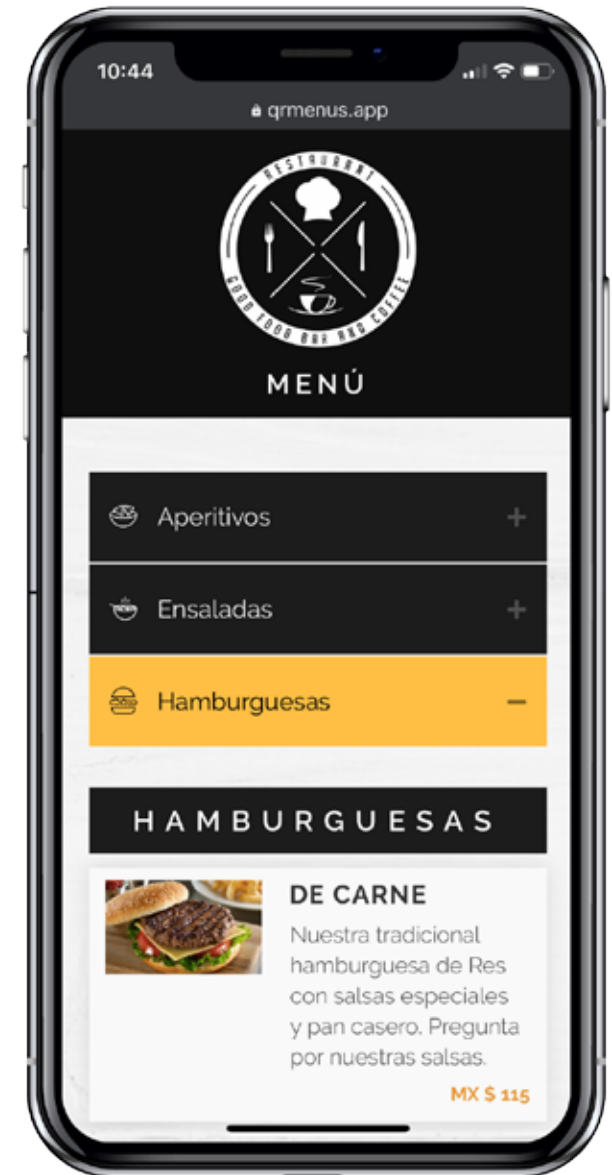 10:44
qrmenus.app
RESTAURANT
GOOD FOOD BAR AND COFFEE
MENÚ
Aperitivos
Ensaladas
Hamburguesas
HAMBURGUESAS
DE CARNE
Nuestra tradicional
hamburguesa de Res
con salsas especiales
y pan casero. Pregunta
por nuestras salsas.
MX $ 115